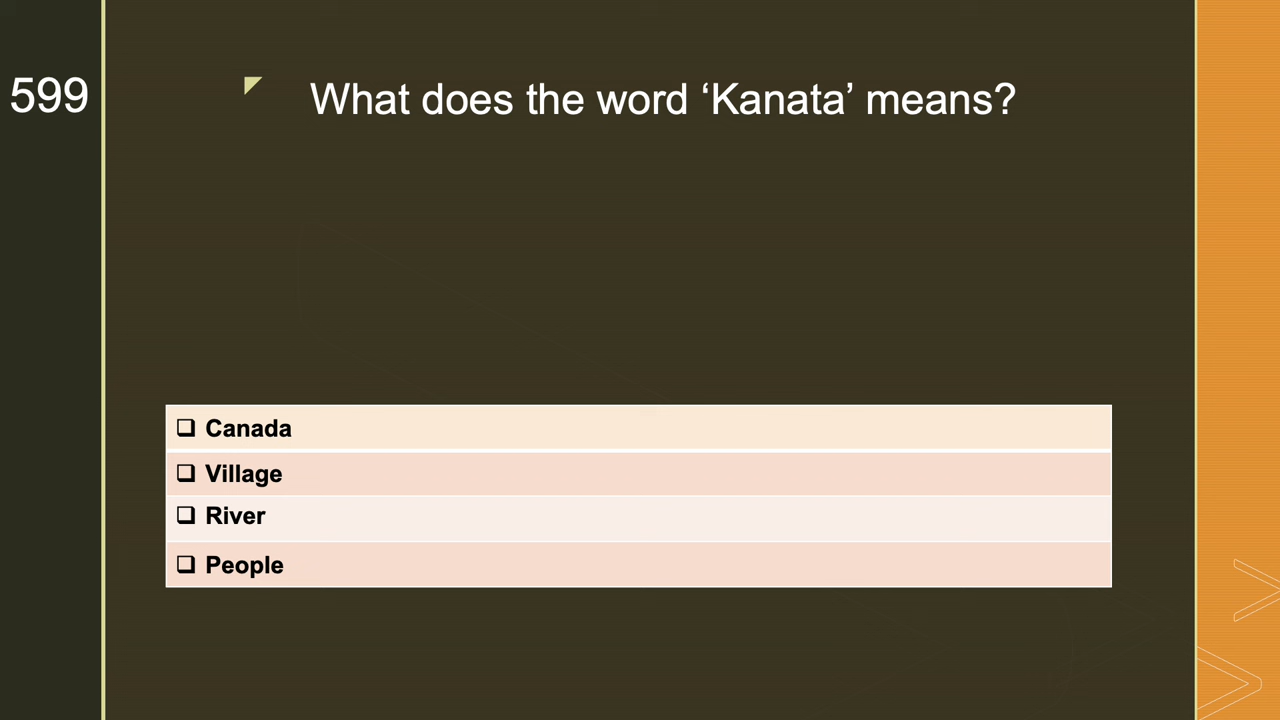 599
What does the word ‘Kanata’ means?
❑ Canada
❑ Village
❑ River
❑ People